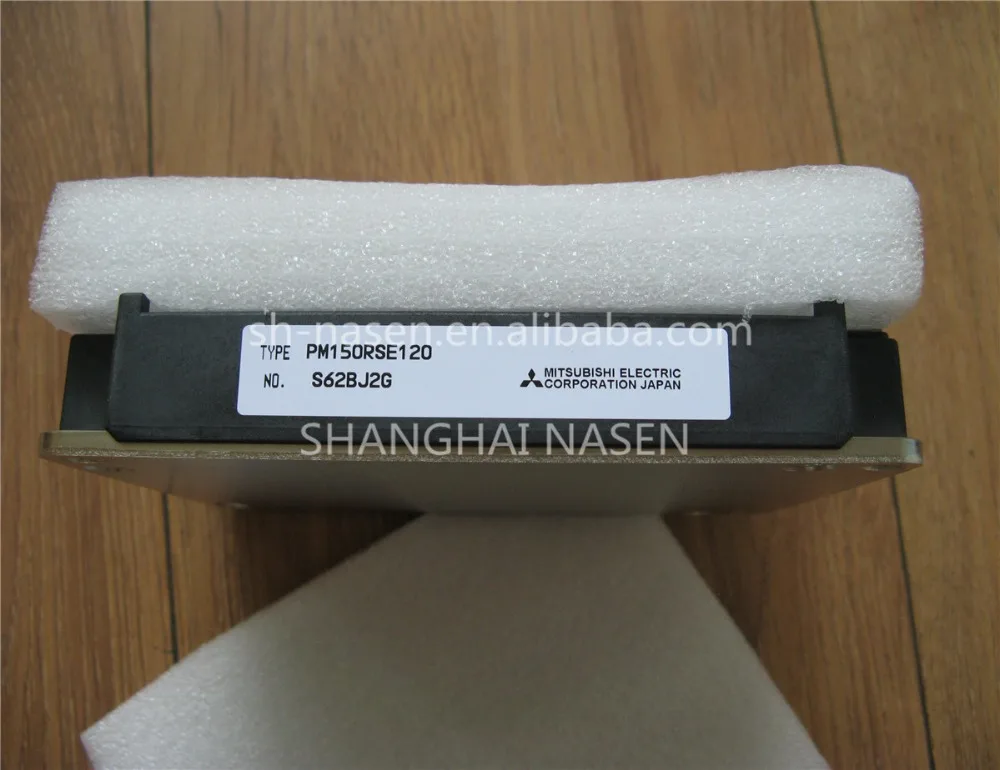 sh-nasen.en.alibaba.com
TYPE PM150RSE120
NO. S62BJ2G
MITSUBISHI ELECTRIC
CORPORATION JAPAN
SHANGHAI NASEN